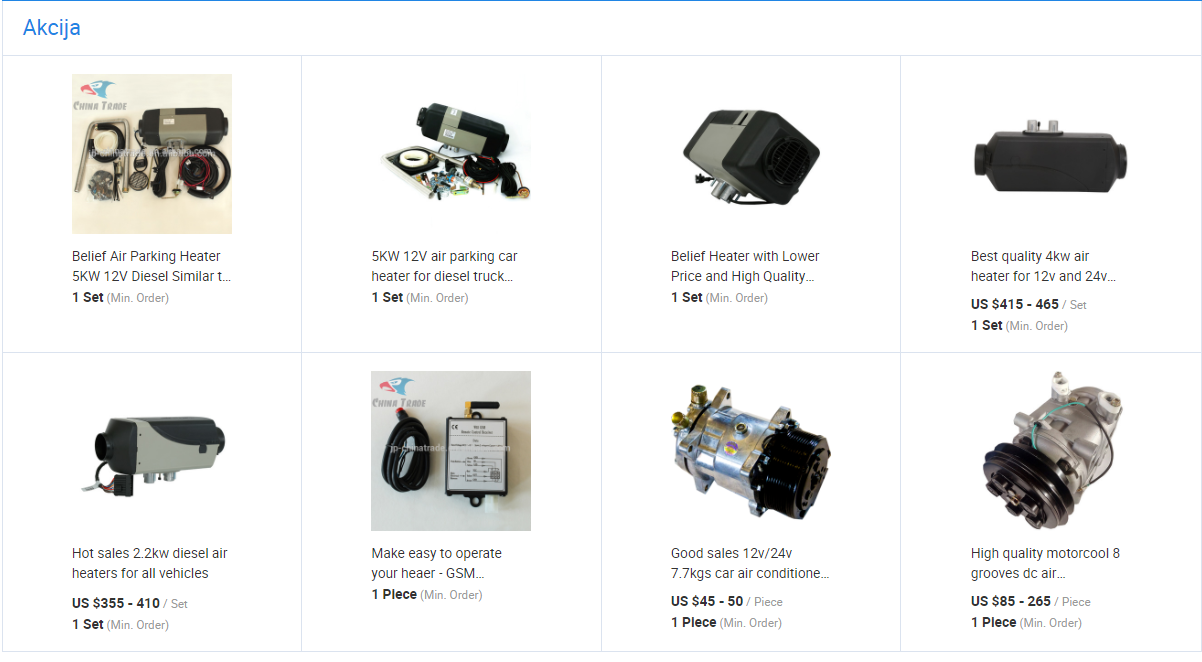 Akcija
CHINA TRADE
Belief Air Parking Heater
5KW 12V Diesel Similar t...
1 Set (Min. Order)
5KW 12V air parking car
heater for diesel truck...
1 Set (Min. Order)
Belief Heater with Lower
Price and High Quality...
1 Set (Min. Order)
Best quality 4kw air
heater for 12v and 24v...
US $415 - 465 / Set
1 Set (Min. Order)
Hot sales 2.2kw diesel air
heaters for all vehicles
US $355 - 410 / Set
1 Set (Min. Order)
CHINA TRADE
CE
Make easy to operate
your heaer - GSM...
1 Piece (Min. Order)
Good sales 12v/24v
7.7kgs car air conditione...
US $45 - 50 / Piece
1 Piece (Min. Order)
High quality motorcool 8
grooves dc air...
US $85 - 265 / Piece
1 Piece (Min. Order)